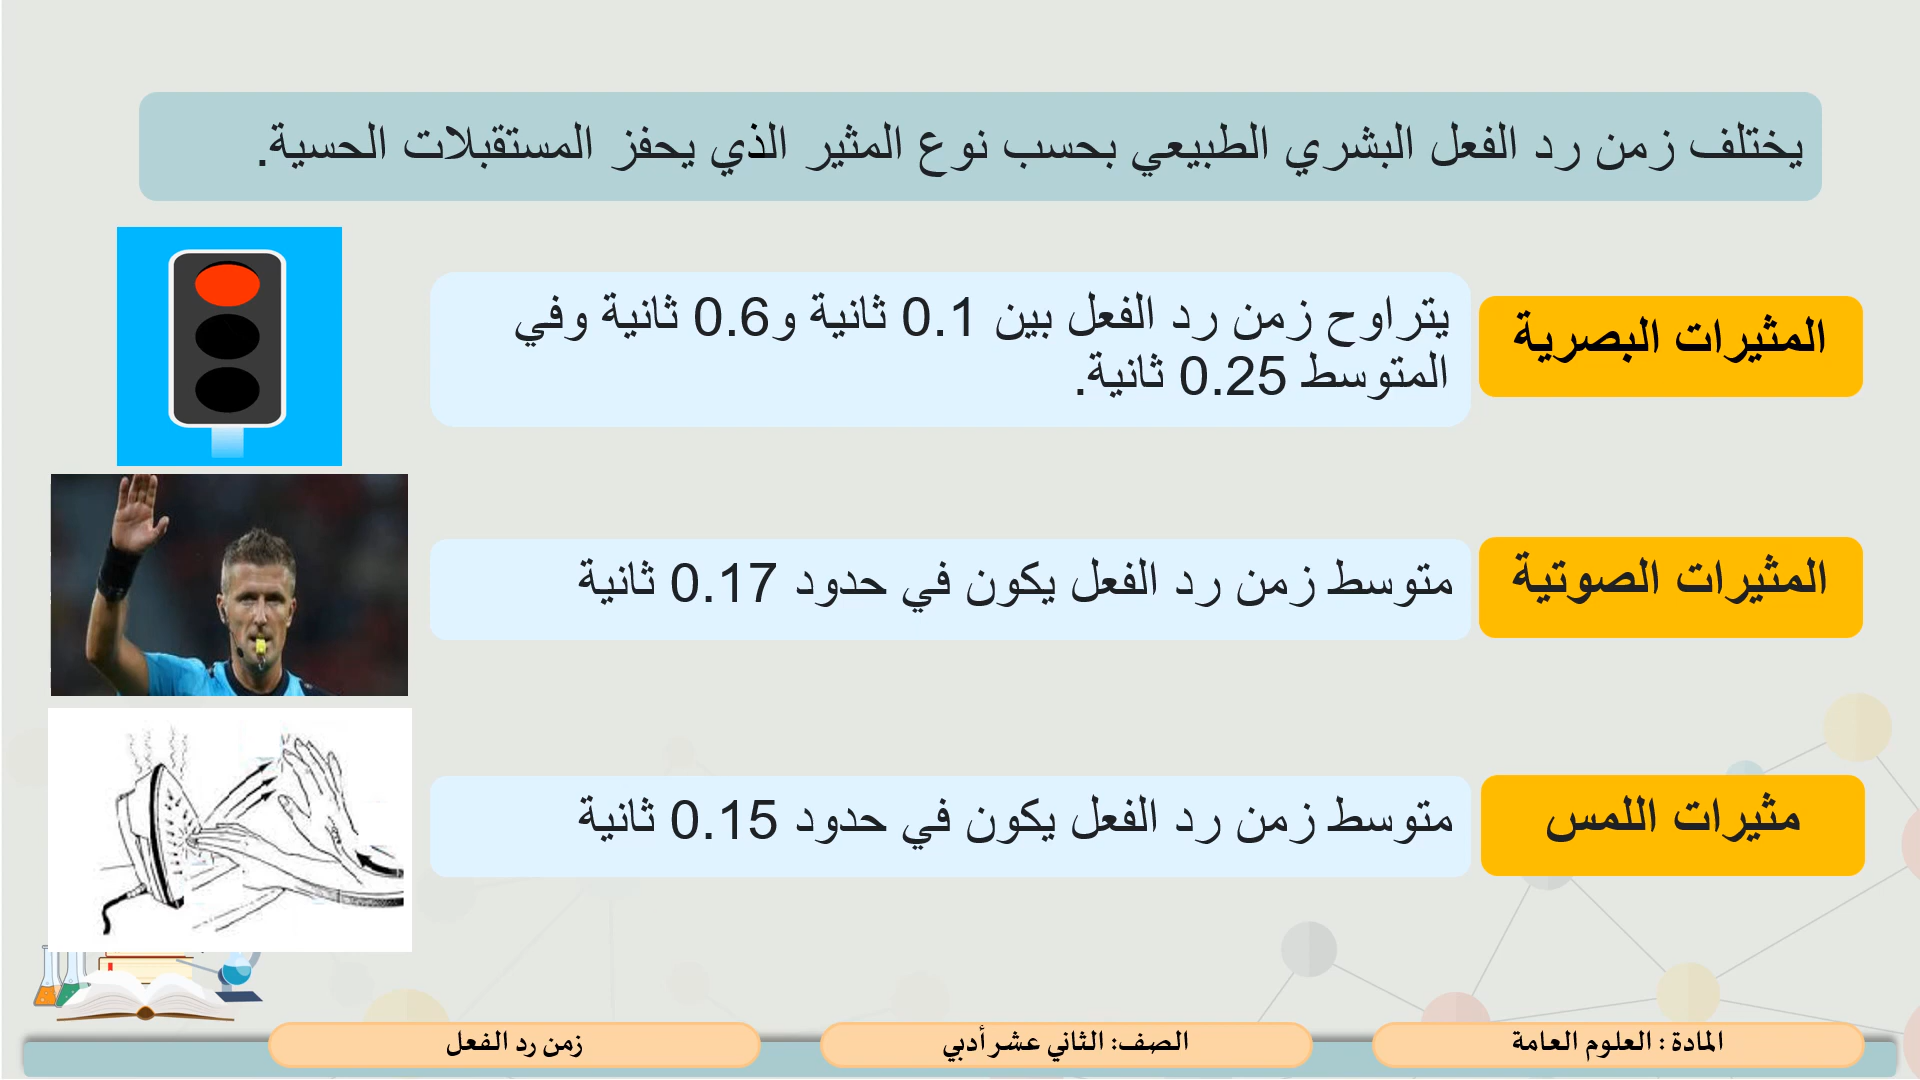 يختلف زمن رد الفعل البشري الطبيعي بحسب نوع المثير الذي يحفز المستقبلات الحسية.
المثيرات البصرية
يتراوح زمن رد الفعل بين 0.1 ثانية و0.6 ثانية وفي
المتوسط 0.25 ثانية.
المثيرات الصوتية
متوسط زمن رد الفعل يكون في حدود 0.17 ثانية
مثيرات اللمس
متوسط زمن رد الفعل يكون في حدود 0.15 ثانية
المادة : العلوم العامة
الصف: الثاني عشر أدبي
زمن رد الفعل